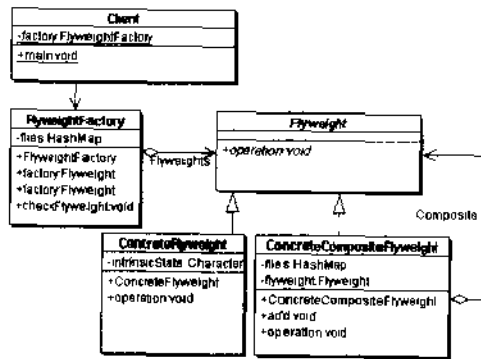 Client
-factory:FlyweightFactory
+main:void
FlyweightFactory
-flies:HashMap
+FlyweightFactory
+factory:Flyweight
+factory:Flyweight
+checkFlyweight:void
Flyweights
Flyweight
+operation:void
Composite
ConcreteFlyweight
-intrinsicState:Character
+ConcreteFlyweight
+operation:void
ConcreteCompositeFlyweight
-flies:HashMap
-flyweight:Flyweight
+ConcreteCompositeFlyweight
+add:void
+operation:void